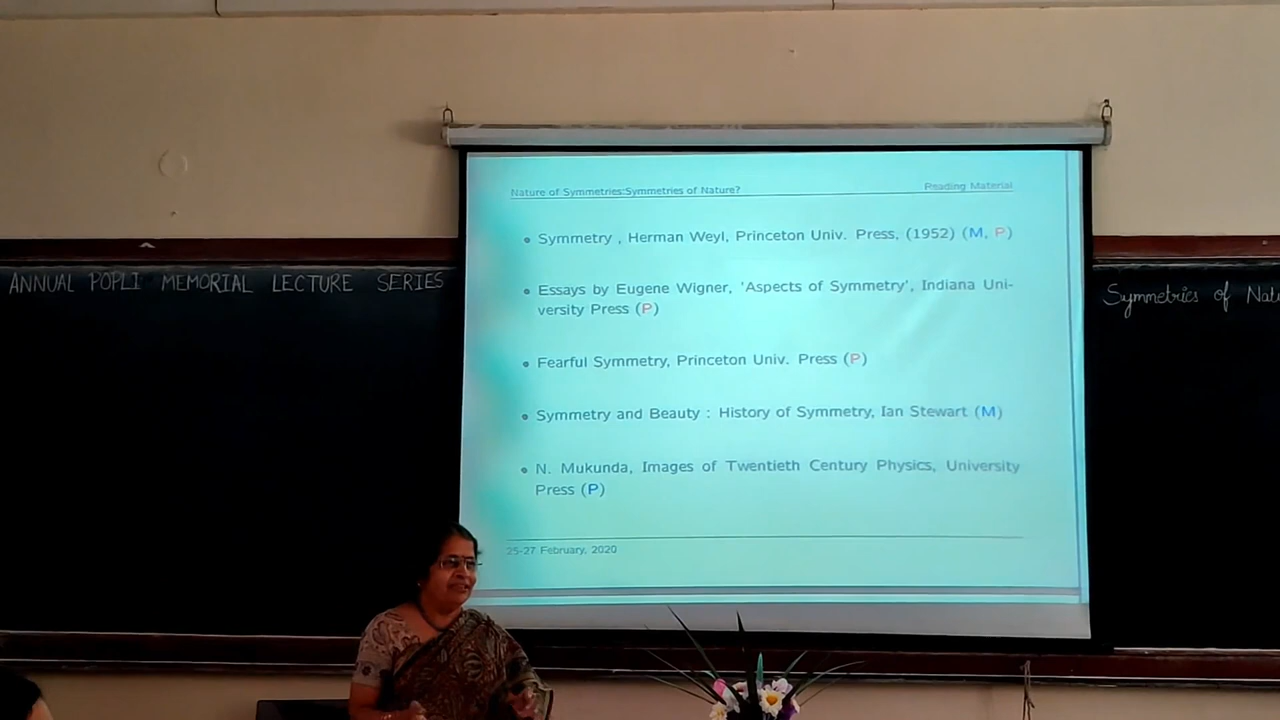 Nature of Symmetries:Symmetries of Nature?
Reading Material
• Symmetry , Herman Weyl, Princeton Univ. Press, (1952) (M, P)
• Essays by Eugene Wigner, 'Aspects of Symmetry', Indiana Uni-
versity Press (P)
• Fearful Symmetry, Princeton Univ. Press (P)
• Symmetry and Beauty : History of Symmetry, Ian Stewart (M)
• N. Mukunda, Images of Twentieth Century Physics, University
Press (P)
25-27 February, 2020
ANNUAL POPLI MEMORIAL LECTURE SERIES
Symmetries of